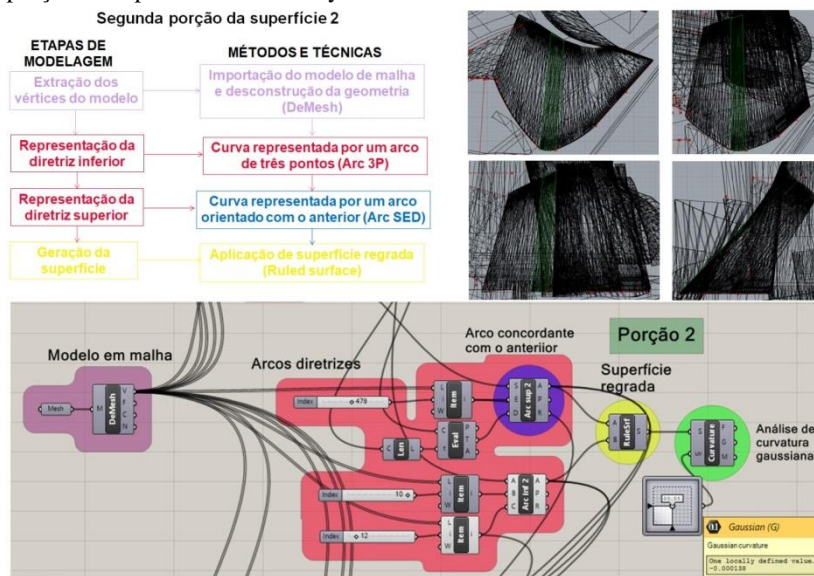 Segunda porção da superfície 2
ETAPAS DE
MODELAGEM
MÉTODOS E TÉCNICAS
Extração dos
vértices do modelo
Importação do modelo de malha
e desconstrução da geometria
(DeMesh)
Representação da
diretriz inferior
Curva representada por um arco
de três pontos (Arc 3P)
Representação da
diretriz superior
Curva representada por um arco
orientado com o anterior (Arc SED)
Geração da
superfície
Aplicação de superfície regrada
(Ruled surface)
Modelo em malha
Mesh
M
DeMesh
V
F
C
N
Arcos diretrizes
Index
478
L
i
W
Item
i
C
Len
L
C
t
Eval
P
T
A
Index
10
L
i
W
Item
i
Index
12
L
i
W
Item
i
Arco concordante
com o anteriior
S
E
D
Arc sup 2
A
P
R
A
B
C
Arc inf 2
A
P
R
Porção 2
Superfície
regrada
A
B
RuleSrf
S
S
Curvature
F
G
M
Análise de
curvatura
gaussiana
Gaussian (G)
Gaussian curvature
One locally defined value.
-0.000138